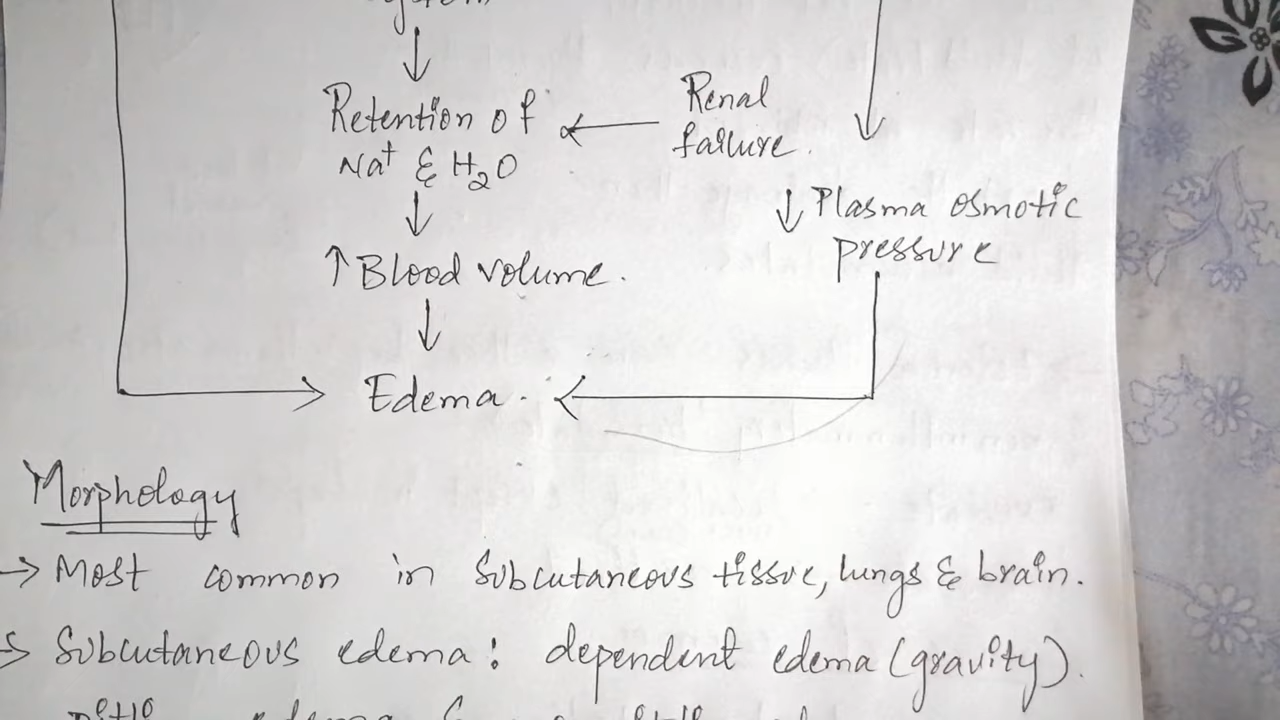 ↓
Retention of ← Renal failure.
Na⁺ & H₂O
↓
↓ Plasma osmotic
pressure
↑ Blood volume.
↓
Edema.
Morphology
→ Most common in subcutaneous tissue, lungs & brain.
→ Subcutaneous edema : dependent edema (gravity).